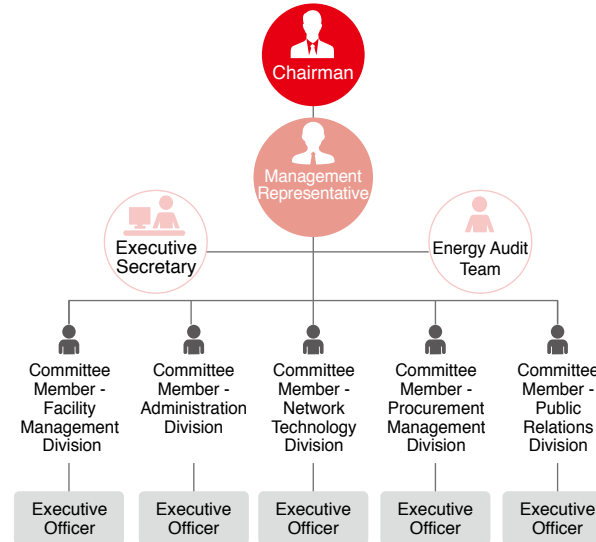 Chairman
Management
Representative
Executive
Secretary
Energy Audit
Team
Committee
Member -
Facility
Management
Division
Committee
Member -
Administration
Division
Committee
Member -
Network
Technology
Division
Committee
Member -
Procurement
Management
Division
Committee
Member -
Public
Relations
Division
Executive
Officer
Executive
Officer
Executive
Officer
Executive
Officer
Executive
Officer